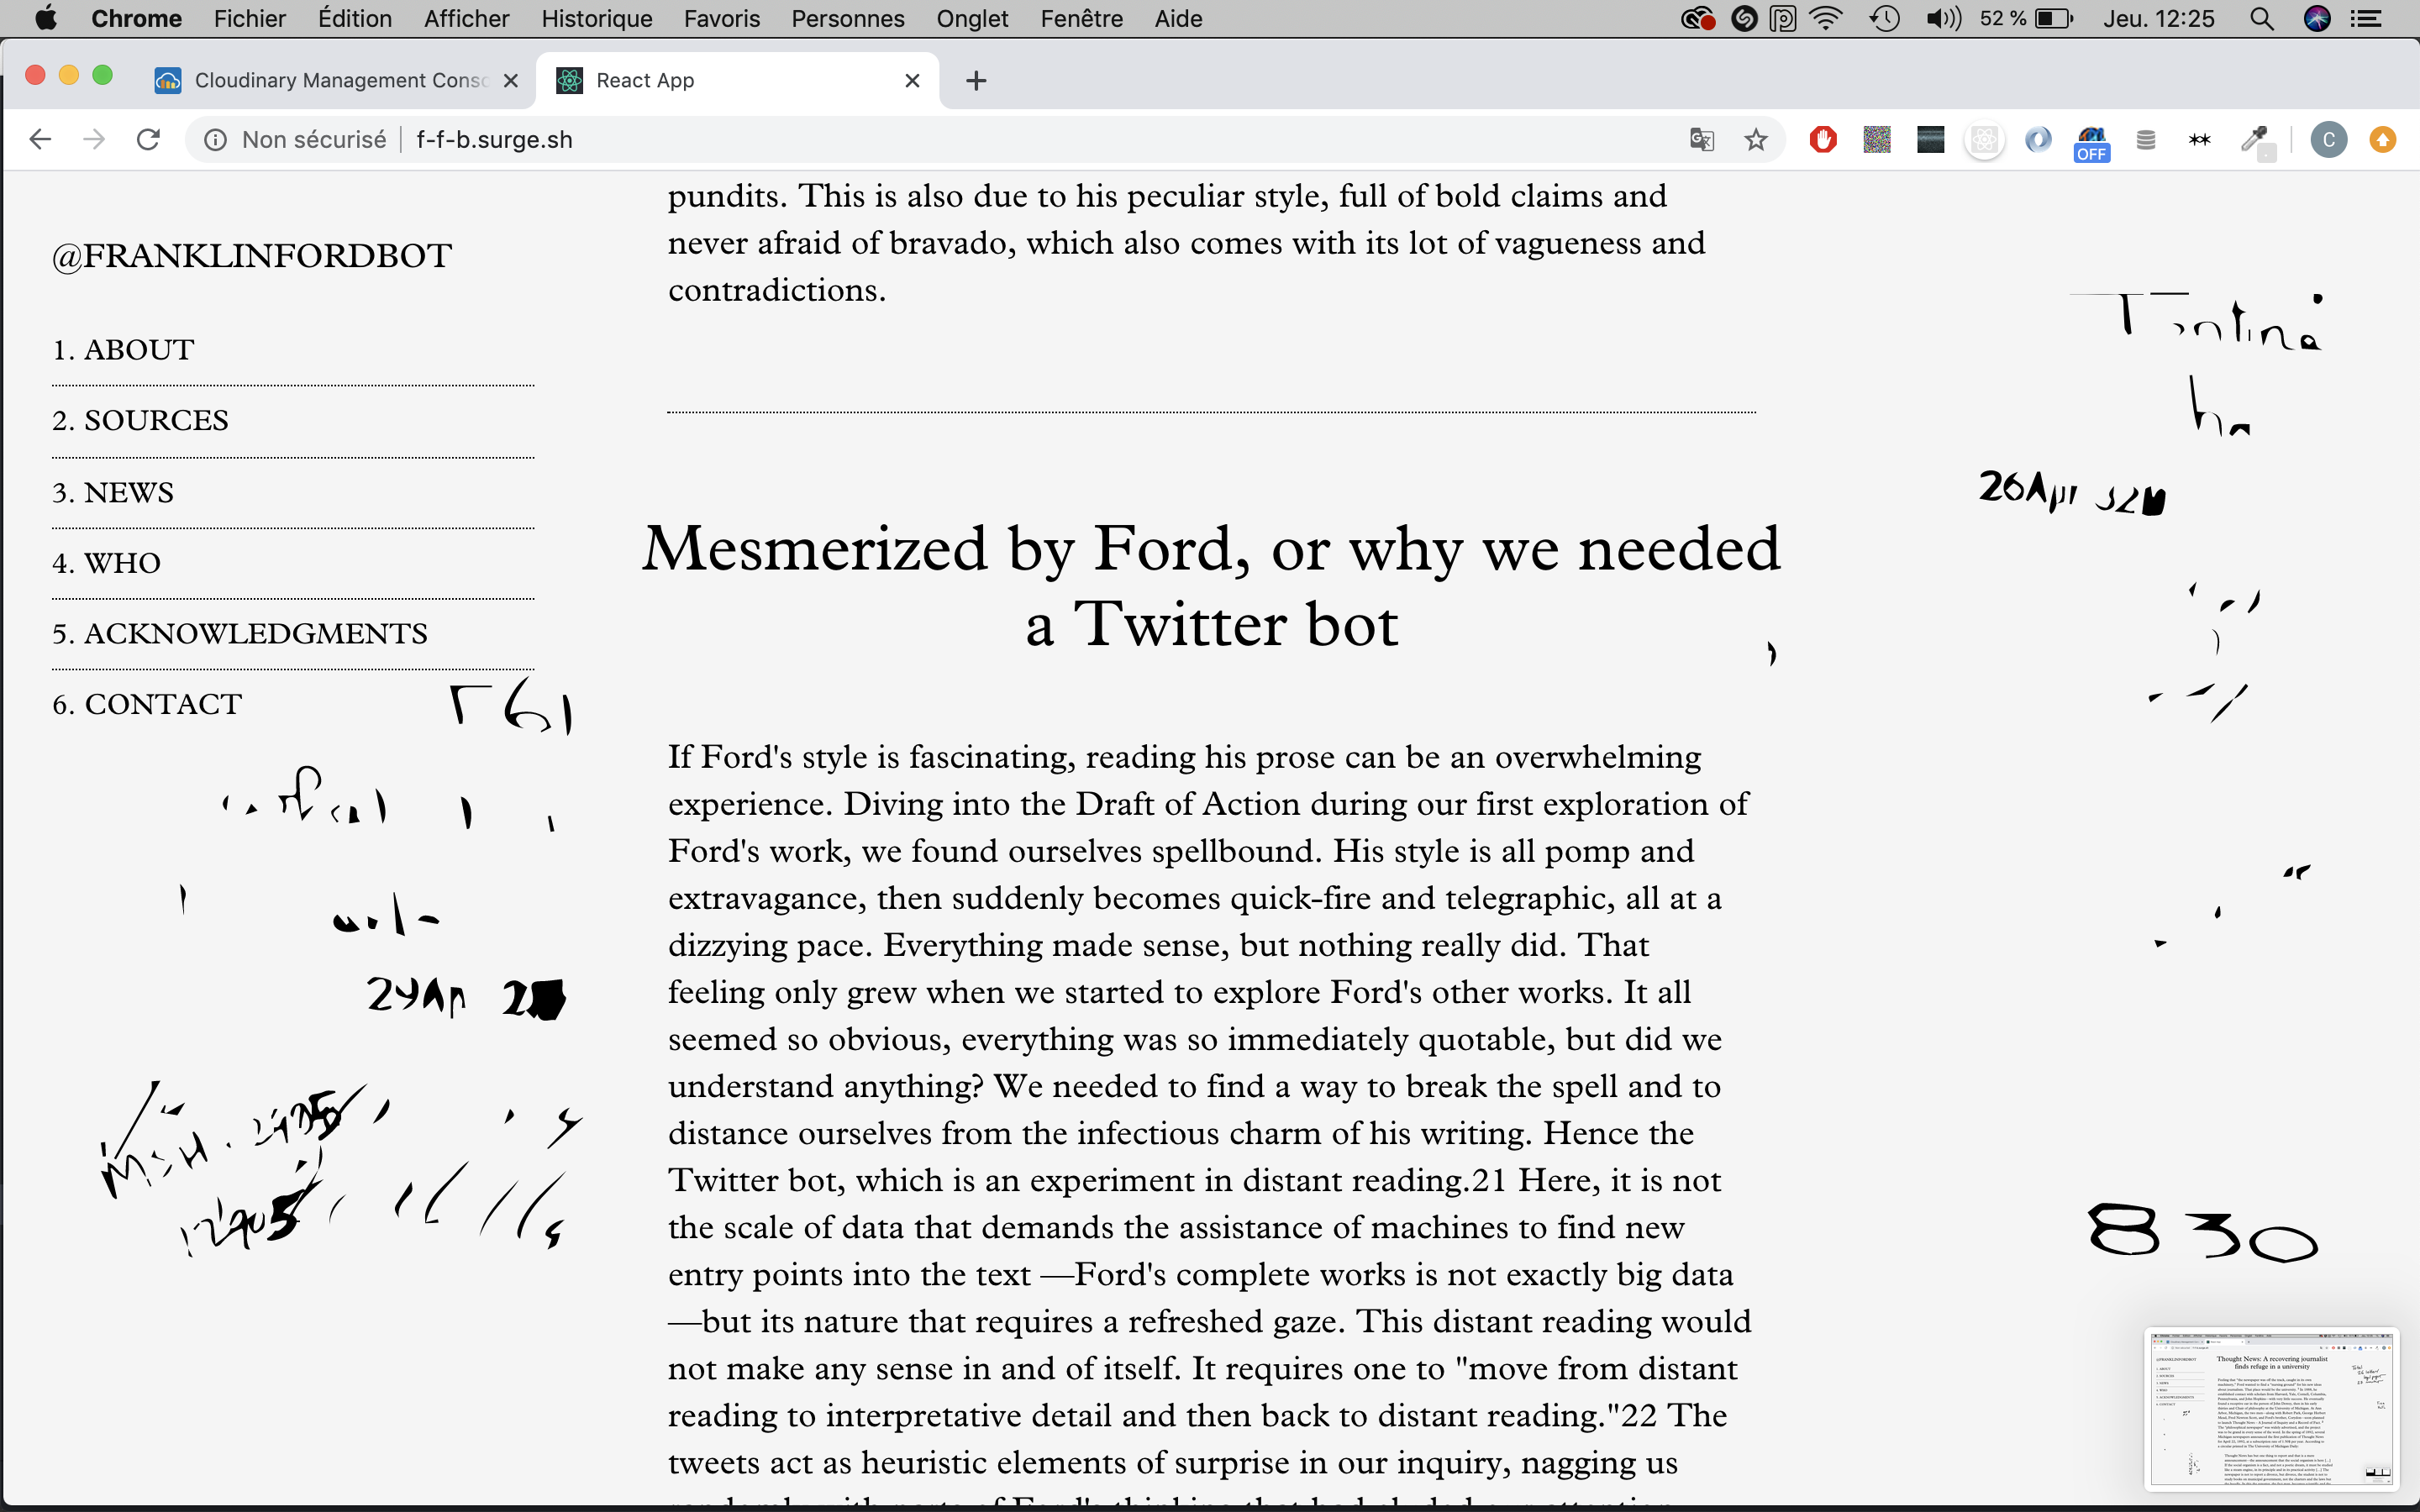 Chrome Fichier Édition Afficher Historique Favoris Personnes Onglet Fenêtre Aide 52 % Jeu. 12:25
Cloudinary Management Conso React App
Non sécurisé f-f-b.surge.sh OFF C
@FRANKLINFORDBOT
1. ABOUT
2. SOURCES
3. NEWS
4. WHO
5. ACKNOWLEDGMENTS
6. CONTACT
pundits. This is also due to his peculiar style, full of bold claims and
never afraid of bravado, which also comes with its lot of vagueness and
contradictions.
Mesmerized by Ford, or why we needed
a Twitter bot
If Ford's style is fascinating, reading his prose can be an overwhelming
experience. Diving into the Draft of Action during our first exploration of
Ford's work, we found ourselves spellbound. His style is all pomp and
extravagance, then suddenly becomes quick-fire and telegraphic, all at a
dizzying pace. Everything made sense, but nothing really did. That
feeling only grew when we started to explore Ford's other works. It all
seemed so obvious, everything was so immediately quotable, but did we
understand anything? We needed to find a way to break the spell and to
distance ourselves from the infectious charm of his writing. Hence the
Twitter bot, which is an experiment in distant reading.21 Here, it is not
the scale of data that demands the assistance of machines to find new
entry points into the text —Ford's complete works is not exactly big data
—but its nature that requires a refreshed gaze. This distant reading would
not make any sense in and of itself. It requires one to "move from distant
reading to interpretative detail and then back to distant reading."22 The
tweets act as heuristic elements of surprise in our inquiry, nagging us
830
Thought News: A recovering journalist
finds refuge in a university